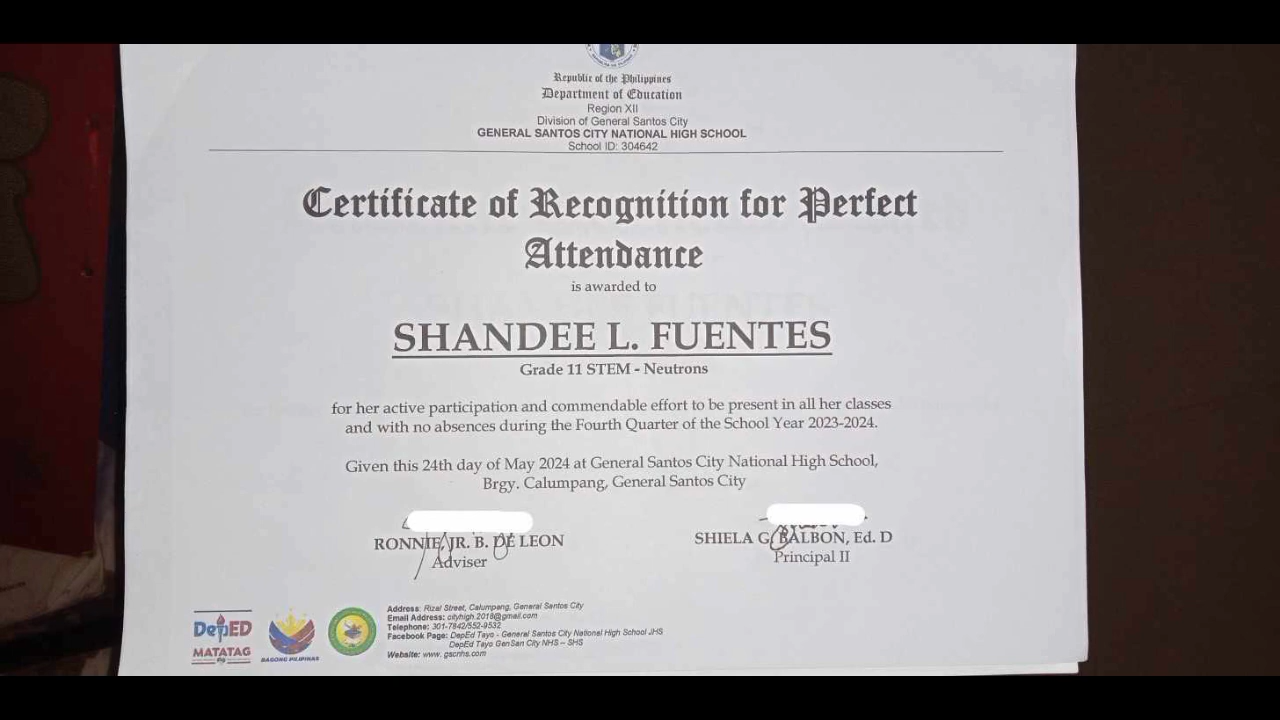 Republic of the Philippines
Department of Education
Region XII
Division of General Santos City
GENERAL SANTOS CITY NATIONAL HIGH SCHOOL
School ID: 304642
Certificate of Recognition for Perfect
Attendance
is awarded to
SHANDEE L. FUENTES
Grade 11 STEM - Neutrons
for her active participation and commendable effort to be present in all her classes
and with no absences during the Fourth Quarter of the School Year 2023-2024.
Given this 24th day of May 2024 at General Santos City National High School,
Brgy. Calumpang, General Santos City
RONNIE, JR. B. DE LEON
Adviser
SHIELA G. BALBON, Ed. D
Principal II
DepED
MATATAG
BAGONG PILIPINAS
Address: Rizal Street, Calumpang, General Santos City
Email Address: cityhigh.2018@gmail.com
Telephone: 301-7842/552-9532
Facebook Page: DepEd Tayo - General Santos City National High School JHS
DepEd Tayo GenSan City NHS – SHS
Website: www. gscnhs.com